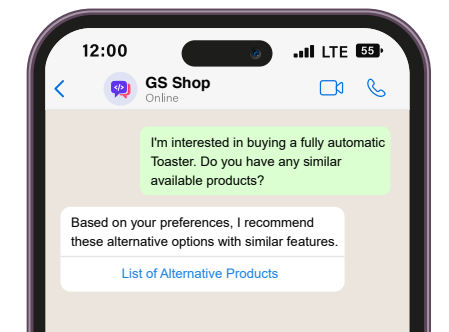 12:00
LTE 55
GS Shop
Online
I'm interested in buying a fully automatic
Toaster. Do you have any similar
available products?
Based on your preferences, I recommend
these alternative options with similar features.
List of Alternative Products